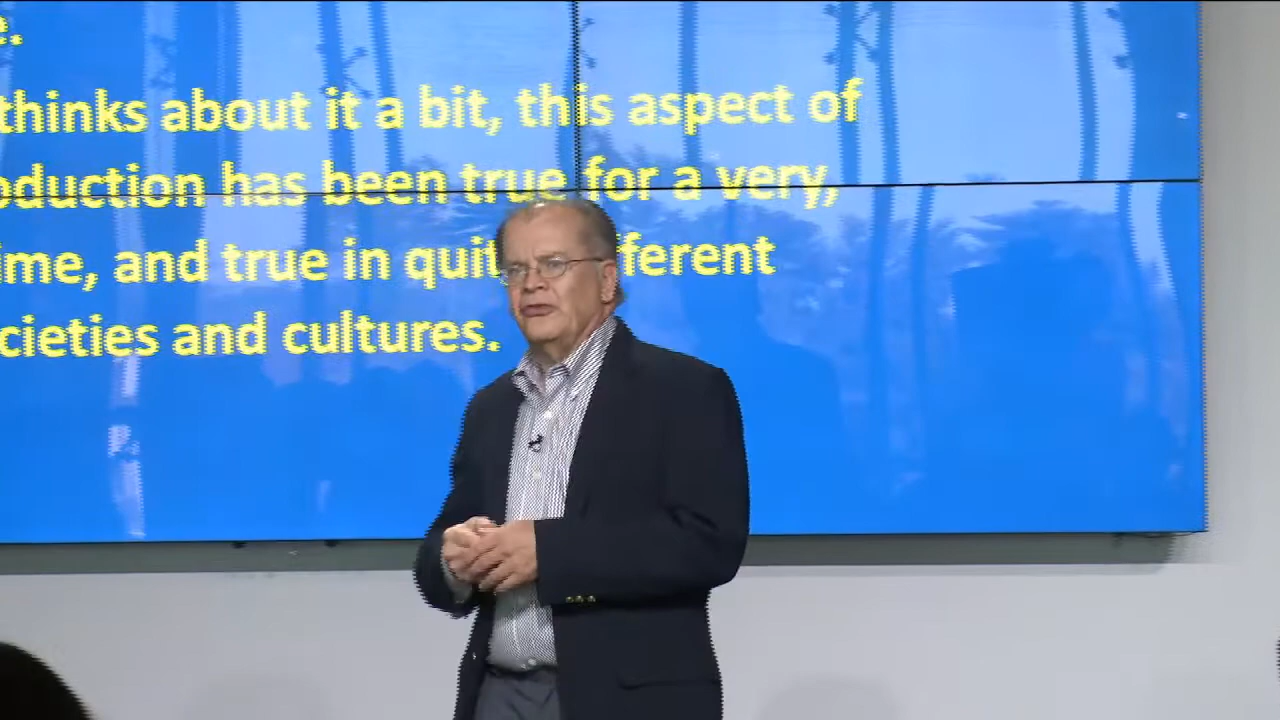 e.
thinks about it a bit, this aspect of
oduction has been true for a very,
ime, and true in quit fferent
cieties and cultures.